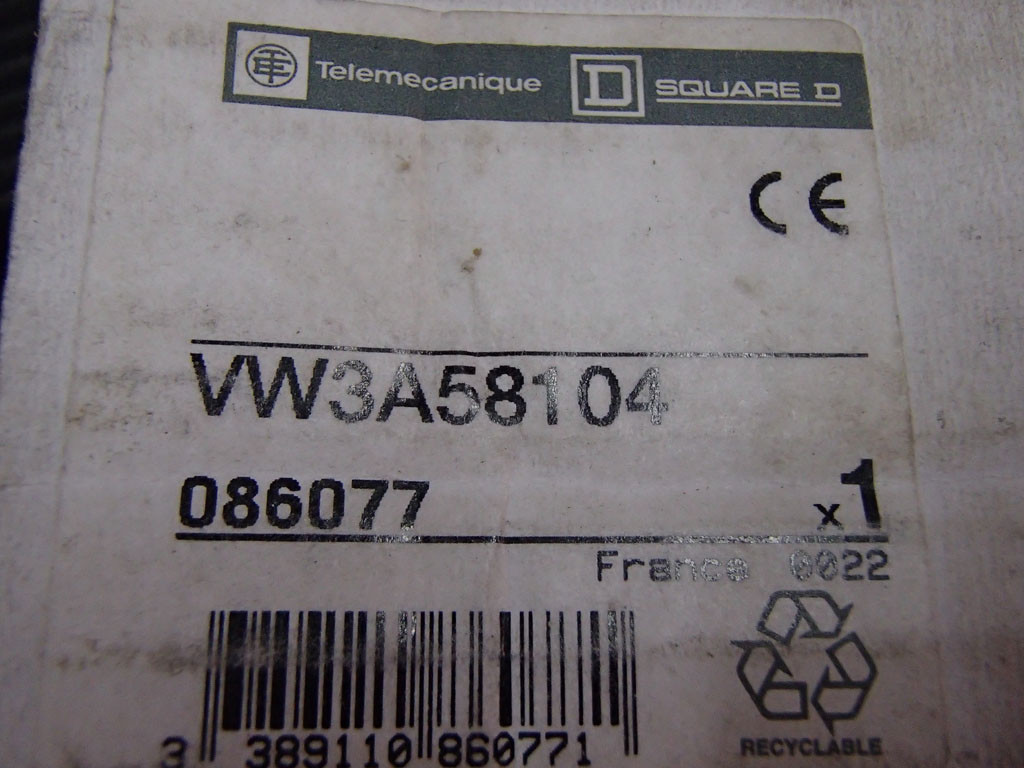 Telemecanique D SQUARE D
CE
VW3A58104
086077 x1
France 0022
3 389110 860771
RECYCLABLE